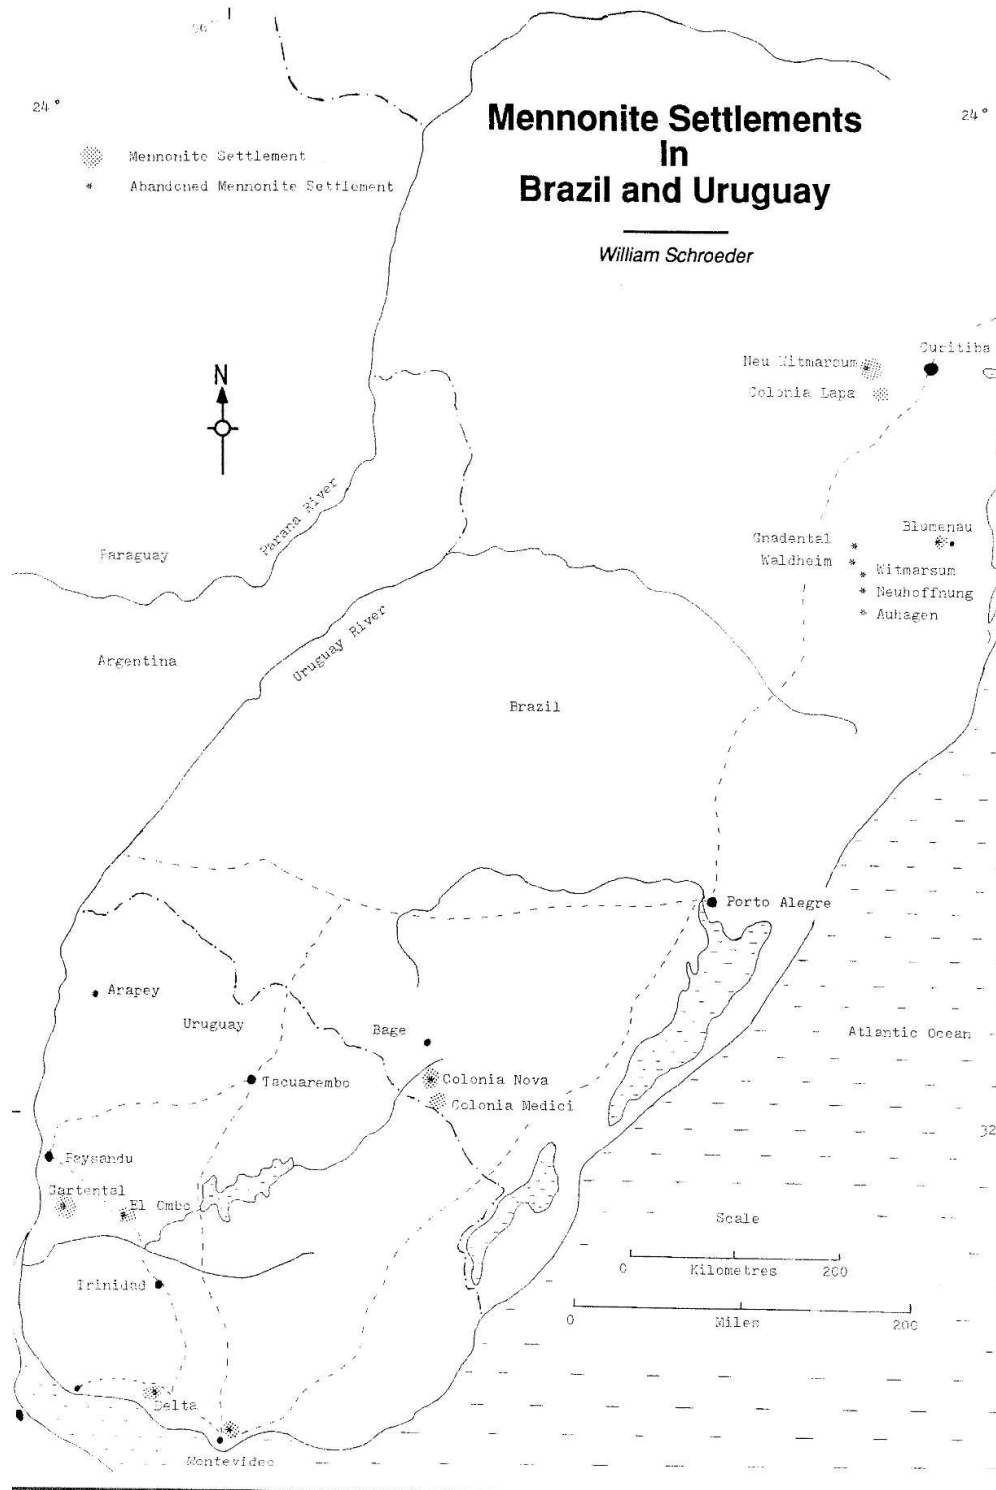 56°
24°
24°
Mennonite Settlements
In
Brazil and Uruguay
William Schroeder
Mennonite Settlement
Abandoned Mennonite Settlement
N
Curitiba
Neu Witmarsum
Colonia Lapa
Parana River
Paraguay
Blumenau
Gnadental
Waldheim
Witmarsum
Neuhoffnung
Auhagen
Uruguay River
Argentina
Brazil
Porto Alegre
Arapey
Uruguay
Bage
Atlantic Ocean
Tacuarembo
Colonia Nova
Colonia Medici
32
Paysandu
Gartental
El Ombo
Scale
0 Kilometres 200
Trinidad
0 Miles 200
Delta
Montevideo